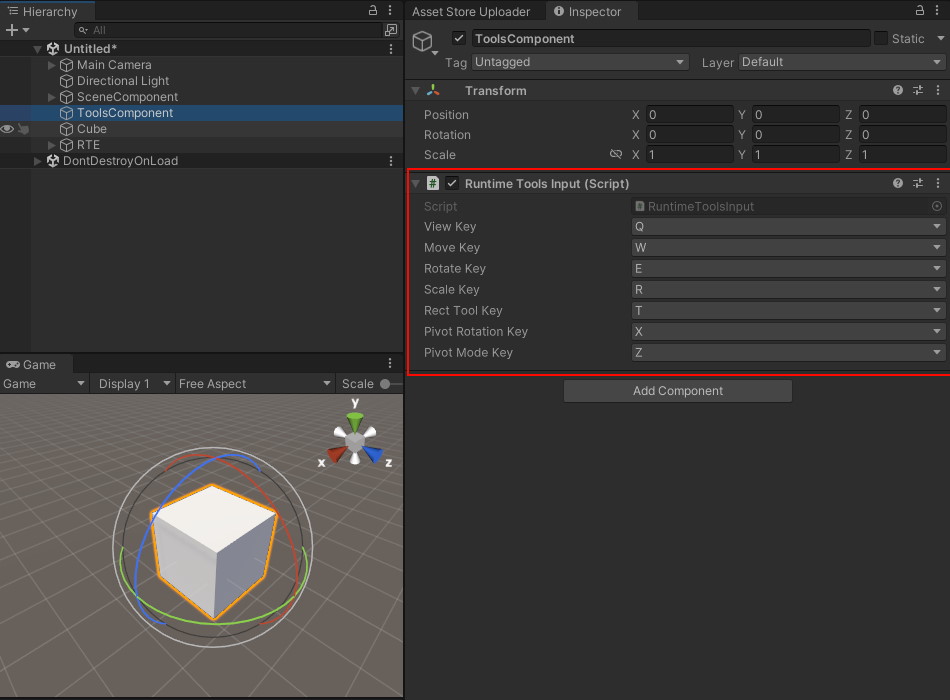 Hierarchy
All
Untitled*
Main Camera
Directional Light
SceneComponent
ToolsComponent
Cube
RTE
DontDestroyOnLoad
Game
Game Display 1 Free Aspect Scale
y
x z
Asset Store Uploader Inspector
ToolsComponent Static
Tag Untagged Layer Default
Transform
Position X 0 Y 0 Z 0
Rotation X 0 Y 0 Z 0
Scale X 1 Y 1 Z 1
# Runtime Tools Input (Script)
Script # RuntimeToolsInput
View Key Q
Move Key W
Rotate Key E
Scale Key R
Rect Tool Key T
Pivot Rotation Key X
Pivot Mode Key Z
Add Component